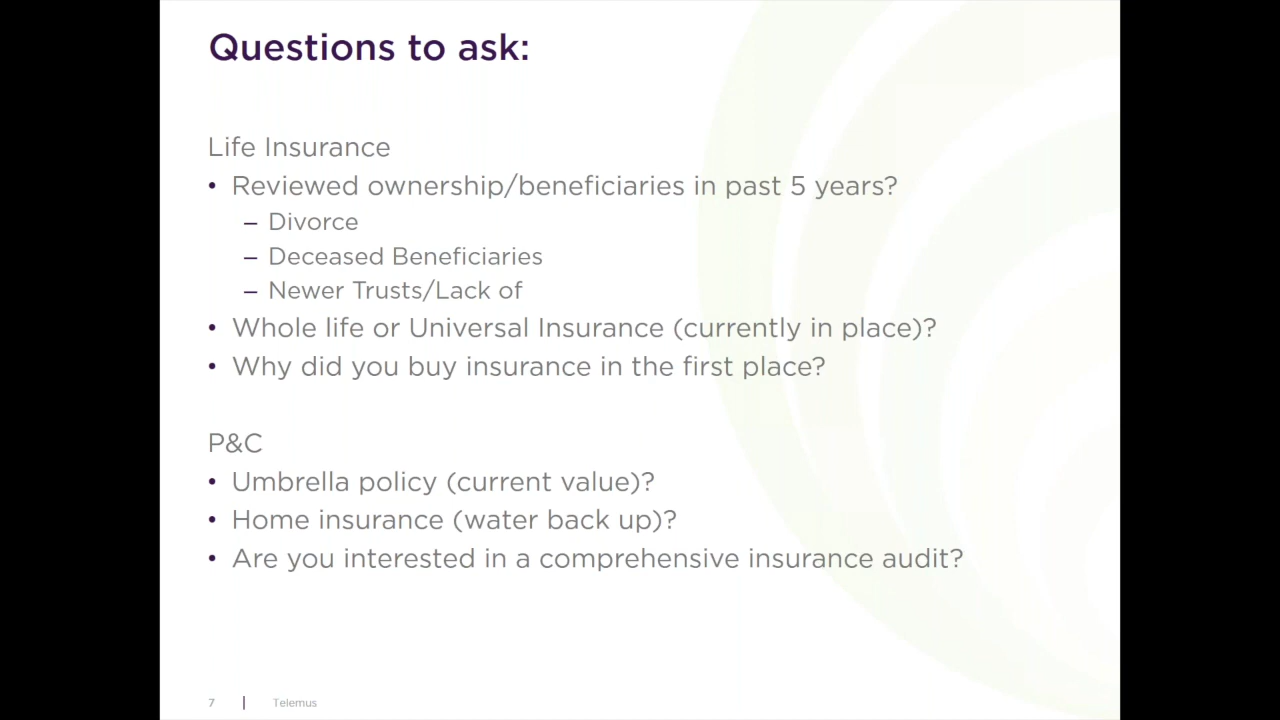 Questions to ask:
Life Insurance
• Reviewed ownership/beneficiaries in past 5 years?
– Divorce
– Deceased Beneficiaries
– Newer Trusts/Lack of
• Whole life or Universal Insurance (currently in place)?
• Why did you buy insurance in the first place?
P&C
• Umbrella policy (current value)?
• Home insurance (water back up)?
• Are you interested in a comprehensive insurance audit?
7 | Telemus